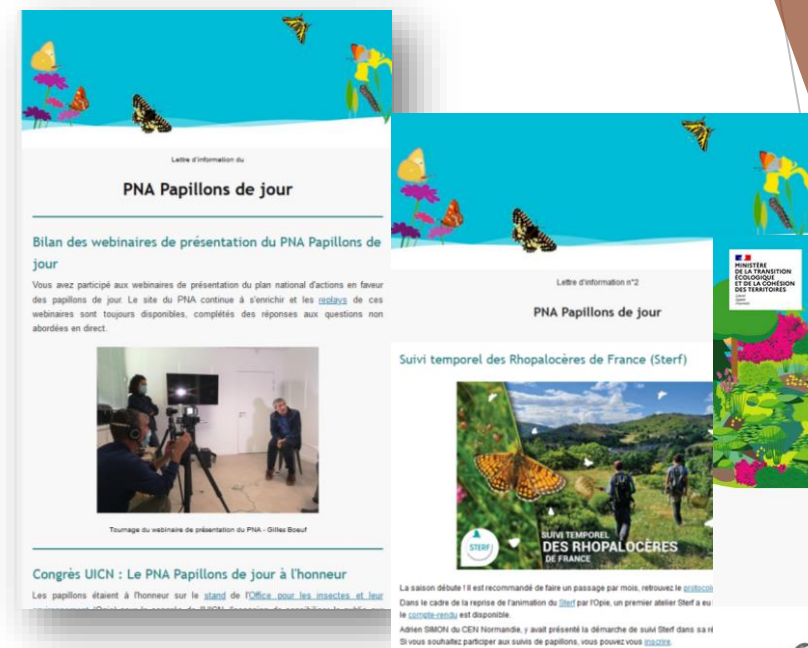 Lettre d'information du
PNA Papillons de jour
Bilan des webinaires de présentation du PNA Papillons de
jour
Vous avez participé aux webinaires de présentation du plan national d'actions en faveur
des papillons de jour. Le site du PNA continue à s'enrichir et les replays de ces
webinaires sont toujours disponibles, complétés des réponses aux questions non
abordées en direct.
Tournage du webinaire de présentation du PNA - Gilles Boeuf
Congrès UICN : Le PNA Papillons de jour à l'honneur
Les papillons étaient à l'honneur sur le stand de l'Office pour les insectes et leur
Lettre d'information n°2
PNA Papillons de jour
Suivi temporel des Rhopalocères de France (Sterf)
STERF
SUIVI TEMPOREL
DES RHOPALOCÈRES
DE FRANCE
La saison débute ! Il est recommandé de faire un passage par mois, retrouvez le protocol
Dans le cadre de la reprise de l'animation du Sterf par l'Opie, un premier atelier Sterf a eu
le compte-rendu est disponible.
Adrien SIMON du CEN Normandie, y avait présenté la démarche de suivi Sterf dans sa ré
Si vous souhaitez participer aux suivis de papillons, vous pouvez vous inscrire.
MINISTÈRE
DE LA TRANSITION
ÉCOLOGIQUE
ET DE LA COHÉSION
DES TERRITOIRES